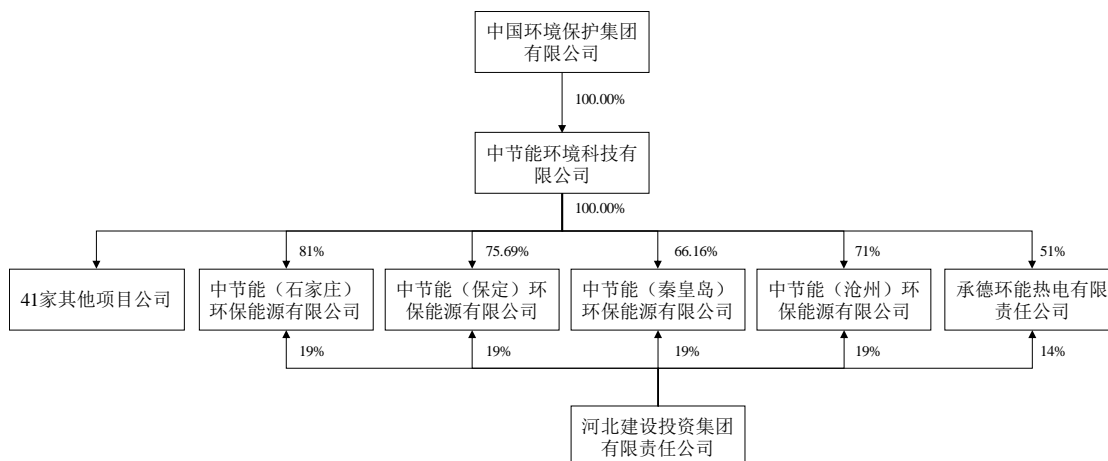 中国环境保护集团
有限公司
100.00%
中节能环境科技有
限公司
100.00%
81%
75.69%
66.16%
71%
51%
41家其他项目公司
中节能（石家庄）
环保能源有限公司
中节能（保定）环
保能源有限公司
中节能（秦皇岛）
环保能源有限公司
中节能（沧州）环
保能源有限公司
承德环能热电有限
责任公司
19%
19%
19%
19%
14%
河北建设投资集团
有限责任公司